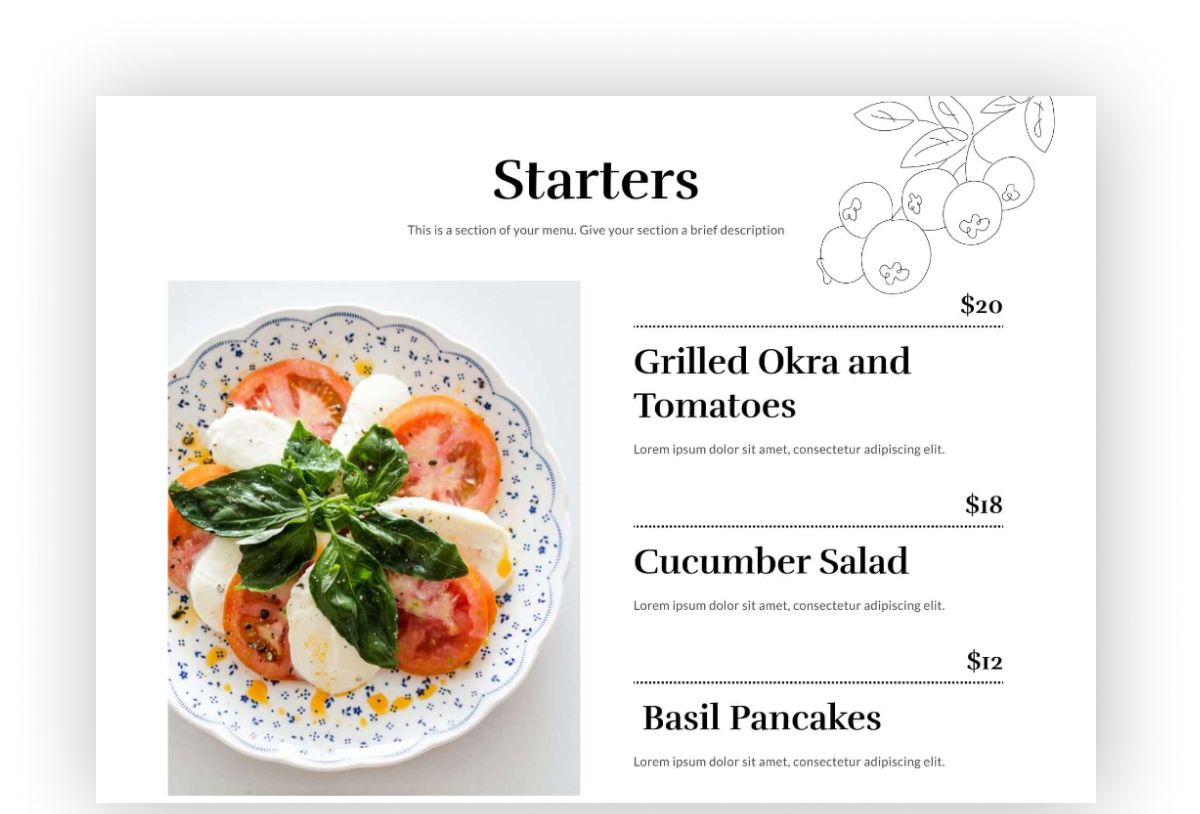 Starters
This is a section of your menu. Give your section a brief description
$20
Grilled Okra and
Tomatoes
Lorem ipsum dolor sit amet, consectetur adipiscing elit.
$18
Cucumber Salad
Lorem ipsum dolor sit amet, consectetur adipiscing elit.
$12
Basil Pancakes
Lorem ipsum dolor sit amet, consectetur adipiscing elit.